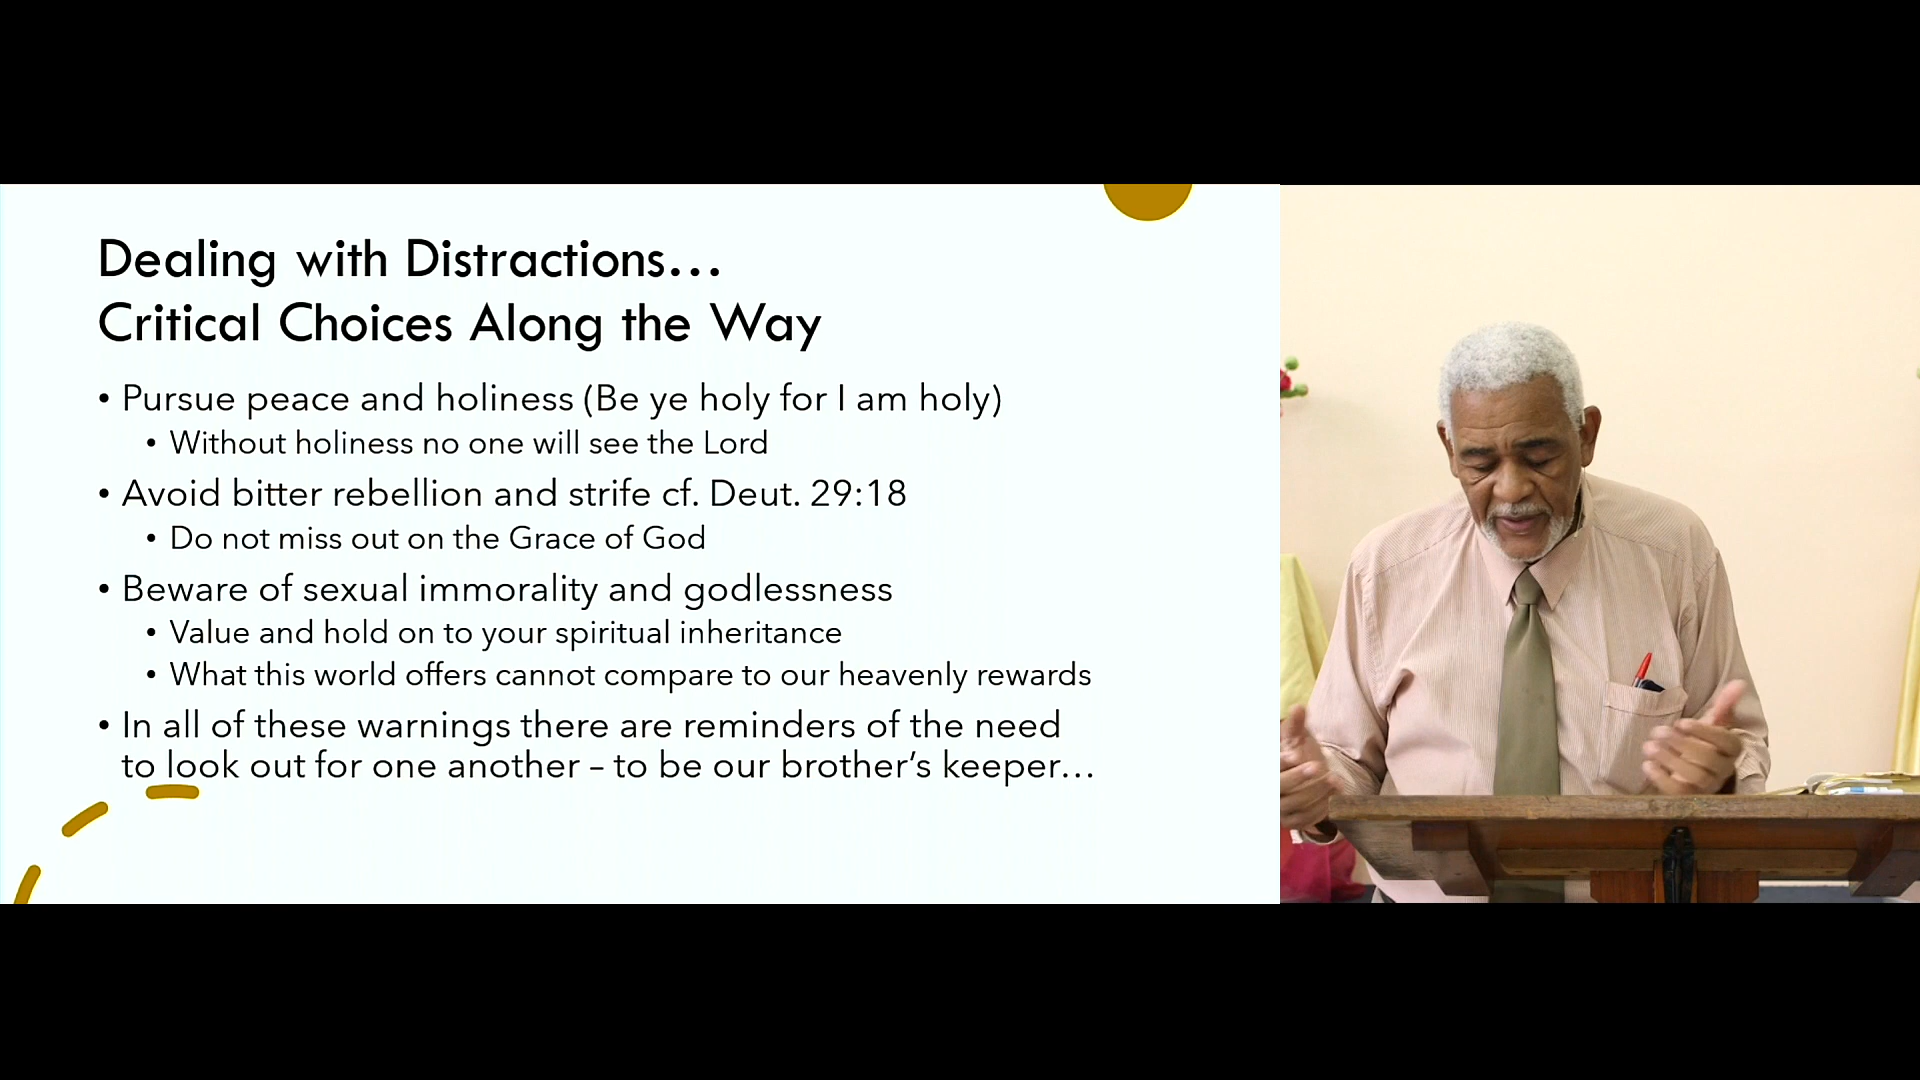 Dealing with Distractions…
Critical Choices Along the Way
• Pursue peace and holiness (Be ye holy for I am holy)
• Without holiness no one will see the Lord
• Avoid bitter rebellion and strife cf. Deut. 29:18
• Do not miss out on the Grace of God
• Beware of sexual immorality and godlessness
• Value and hold on to your spiritual inheritance
• What this world offers cannot compare to our heavenly rewards
• In all of these warnings there are reminders of the need
to look out for one another – to be our brother’s keeper…